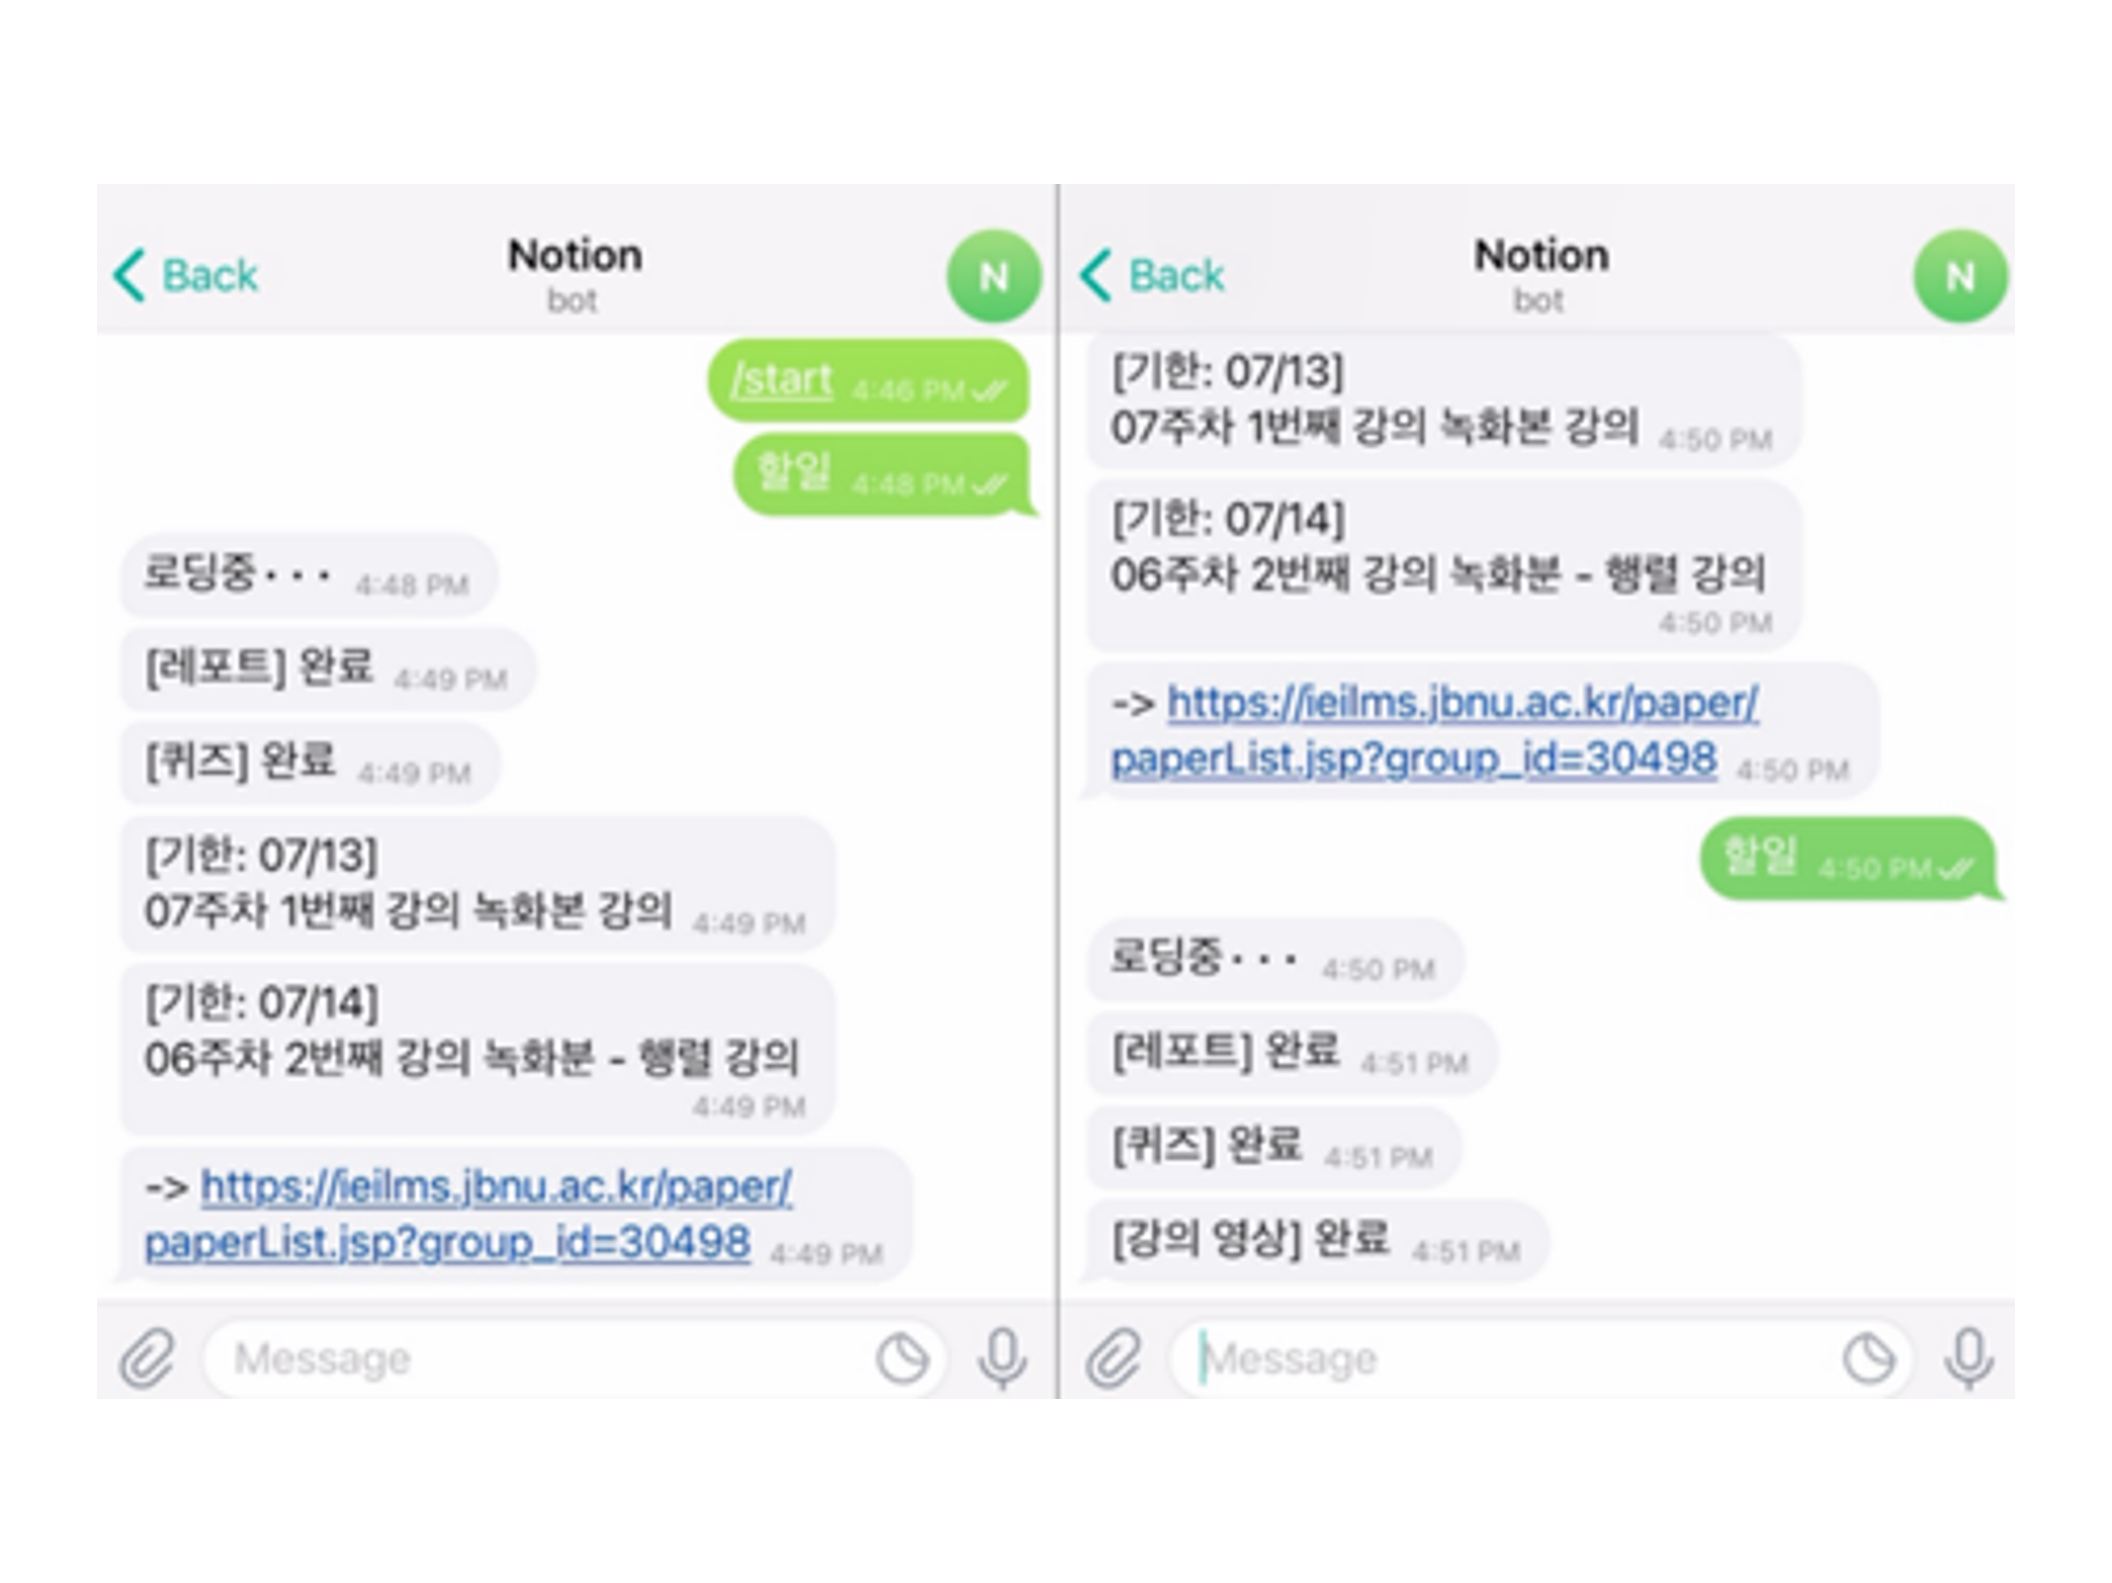 Back
Notion
bot
N
/start 4:46 PM
할일 4:48 PM
로딩중··· 4:48 PM
[레포트] 완료 4:49 PM
[퀴즈] 완료 4:49 PM
[기한: 07/13]
07주차 1번째 강의 녹화본 강의 4:49 PM
[기한: 07/14]
06주차 2번째 강의 녹화분 - 행렬 강의
4:49 PM
-> https://ieilms.jbnu.ac.kr/paper/
paperList.jsp?group_id=30498 4:49 PM
Message
Back
Notion
bot
N
[기한: 07/13]
07주차 1번째 강의 녹화본 강의 4:50 PM
[기한: 07/14]
06주차 2번째 강의 녹화분 - 행렬 강의
4:50 PM
-> https://ieilms.jbnu.ac.kr/paper/
paperList.jsp?group_id=30498 4:50 PM
할일 4:50 PM
로딩중··· 4:50 PM
[레포트] 완료 4:51 PM
[퀴즈] 완료 4:51 PM
[강의 영상] 완료 4:51 PM
Message